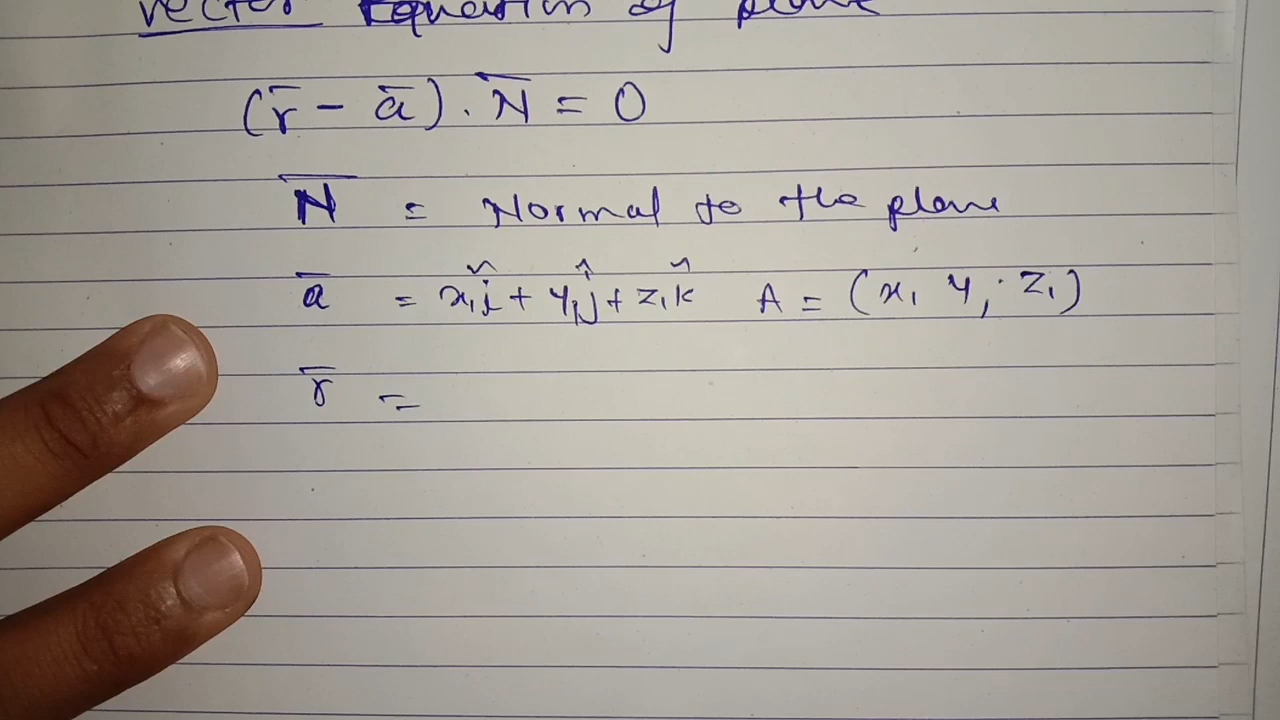 vector Equation of plane
(r̄ - ā) . N̄ = 0
N̄ = Normal to the plane
ā = x₁î + y₁ĵ + z₁k̂ A = (x₁ y₁ z₁)
r̄ =